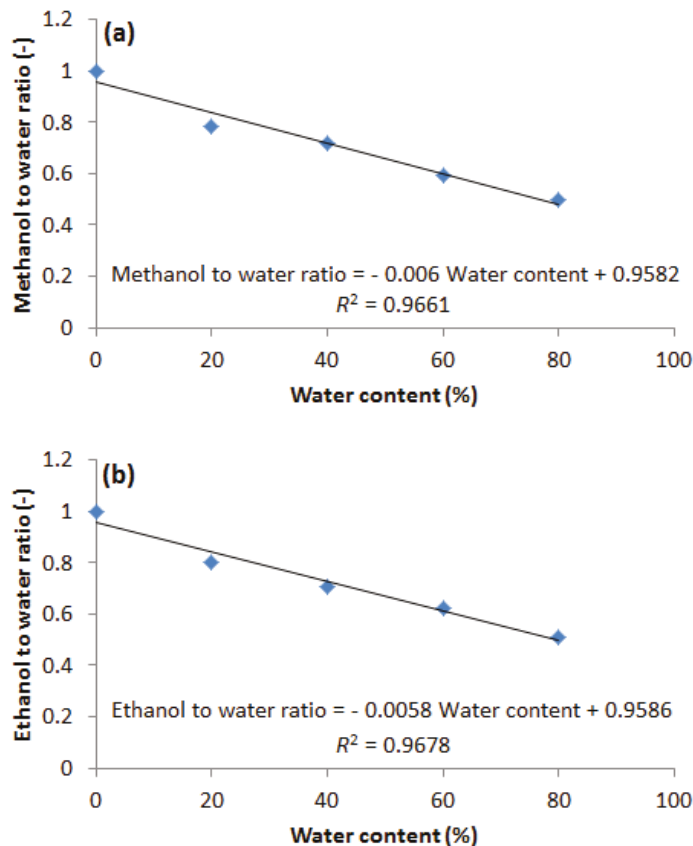 (a)
Methanol to water ratio (-)
1.2
1
0.8
0.6
0.4
0.2
0
Methanol to water ratio = - 0.006 Water content + 0.9582
R² = 0.9661
0 20 40 60 80 100
Water content (%)
(b)
Ethanol to water ratio (-)
1.2
1
0.8
0.6
0.4
0.2
0
Ethanol to water ratio = - 0.0058 Water content + 0.9586
R² = 0.9678
0 20 40 60 80 100
Water content (%)